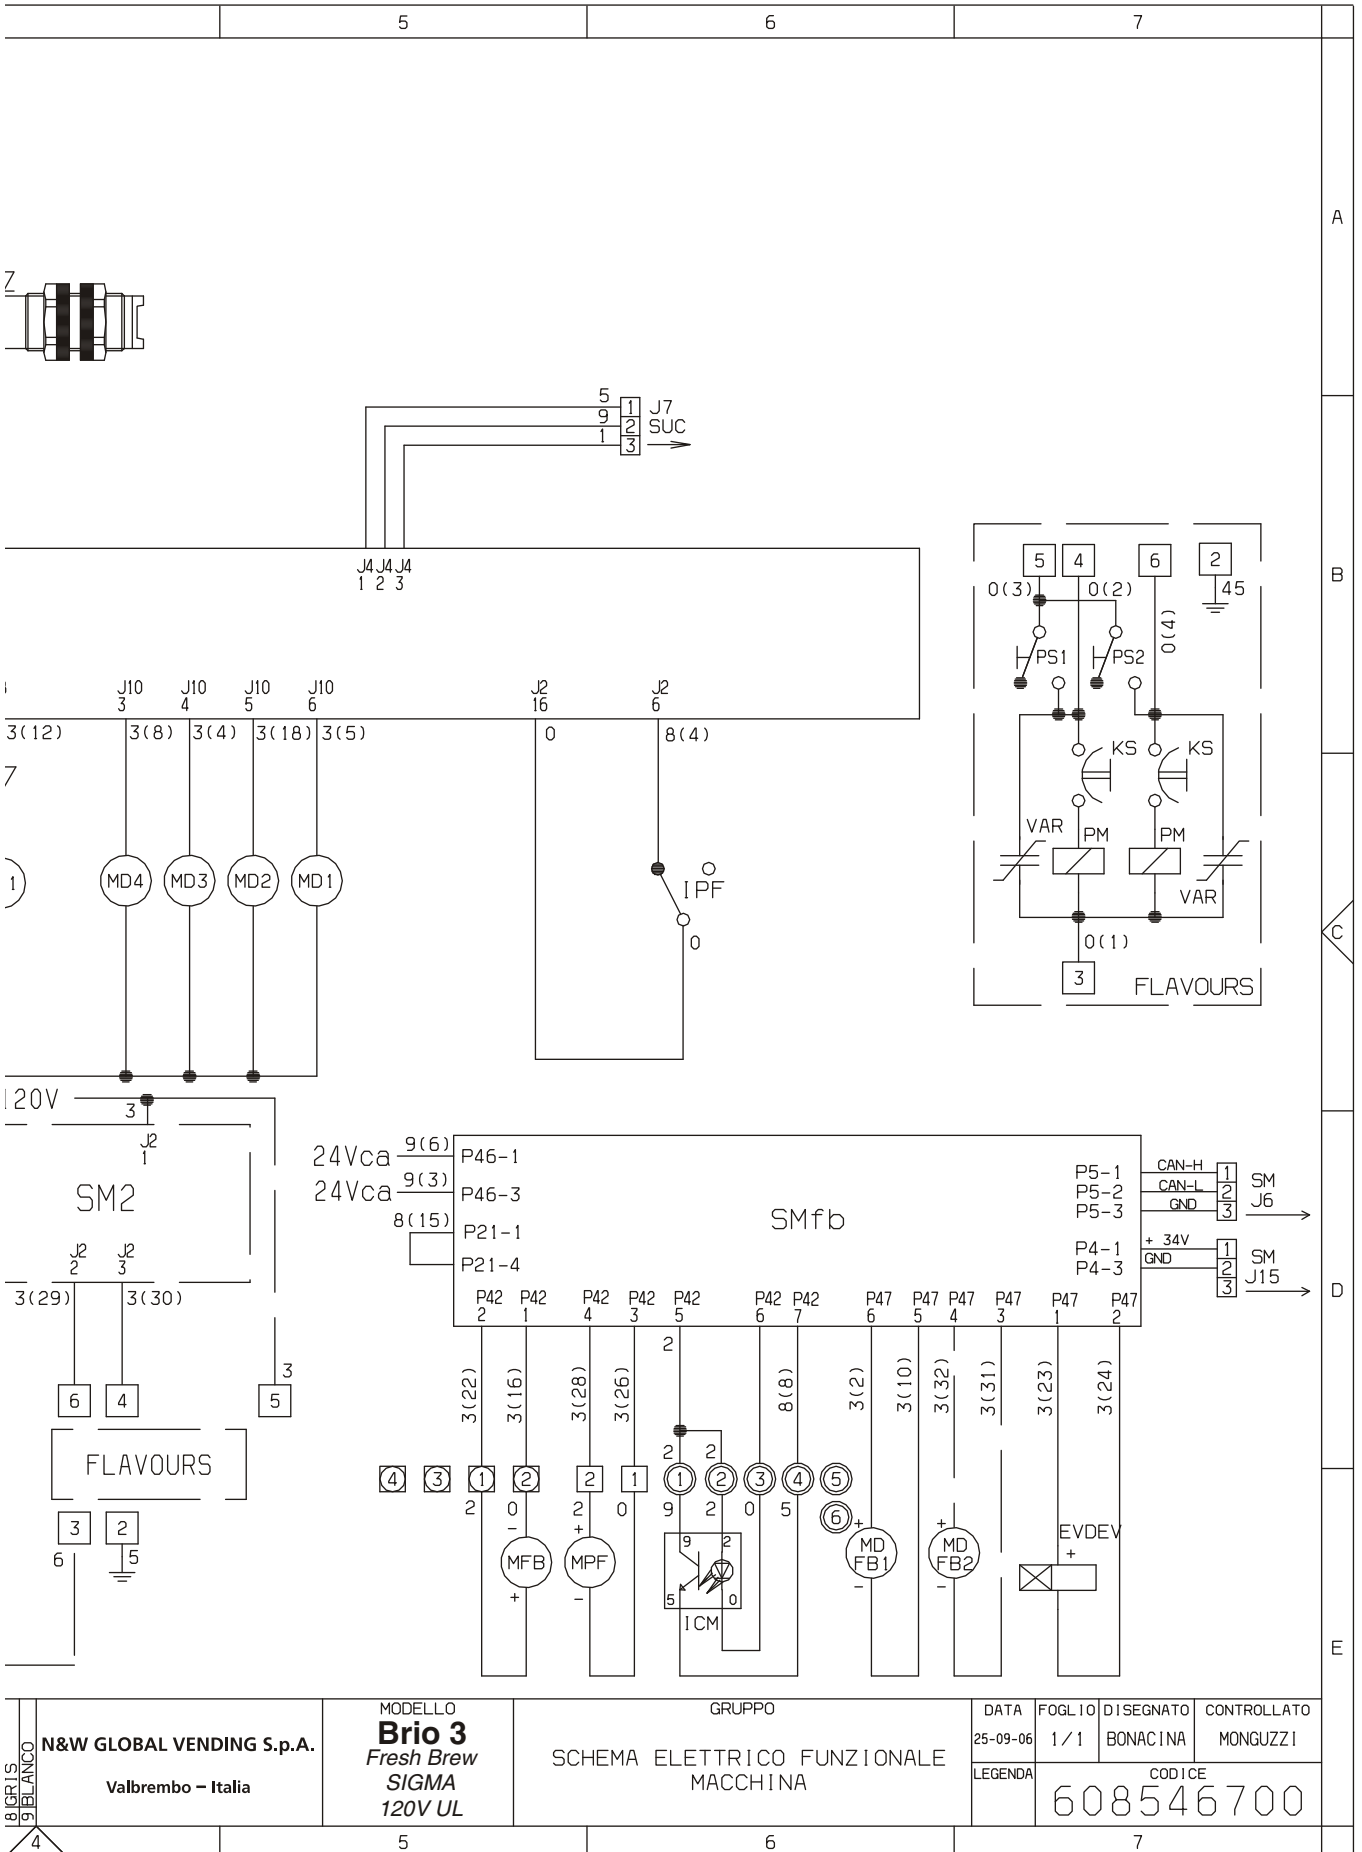 5 6 7
A
7
5 1 J7
9 2 SUC
1 3
J4 J4 J4
1 2 3
5 4 6 2
B
0(3) 0(2) 45
0(4)
PS1 PS2
J10 J10 J10 J10 J2 J2
3 4 5 6 16 6
3(12) 3(8) 3(4) 3(18) 3(5) 0 8(4)
7
KS KS
VAR PM PM
1 MD4 MD3 MD2 MD1
IPF
VAR
C
0 0(1)
3 FLAVOURS
120V
3
J2
1
24Vca 9(6) P46-1
P5-1 CAN-H 1 SM
24Vca 9(3) P46-3
P5-2 CAN-L 2 J6
P5-3 GND 3
SM2
SMfb
8(15) P21-1
P21-4
P4-1 + 34V 1 SM
P4-3 GND 2 J15
3
J2 J2
2 3
D
3(29) 3(30)
P42 P42 P42 P42 P42 P42 P42 P47 P47 P47 P47 P47 P47
2 1 4 3 5 6 7 6 5 4 3 1 2
2
3(22) 3(16) 3(28) 3(26) 8(8) 3(2) 3(10) 3(32) 3(31) 3(23) 3(24)
3
6 4 5
FLAVOURS
2 2
4 3 1 2 2 1 1 2 3 4 5
2 0 2 0 9 2 0 5 6
3 2
6 5
- + 9 2 + + EVDEV
MFB MPF MD FB1 MD FB2 +
+ - 5 0 - -
ICM
E
8 GRIS
9 BLANCO
N&W GLOBAL VENDING S.p.A.
Valbrembo – Italia
MODELLO
Brio 3
Fresh Brew
SIGMA
120V UL
GRUPPO
SCHEMA ELETTRICO FUNZIONALE
MACCHINA
DATA FOGLIO DISEGNATO CONTROLLATO
25-09-06 1/1 BONACINA MONGUZZI
LEGENDA CODICE
608546700
4 5 6 7